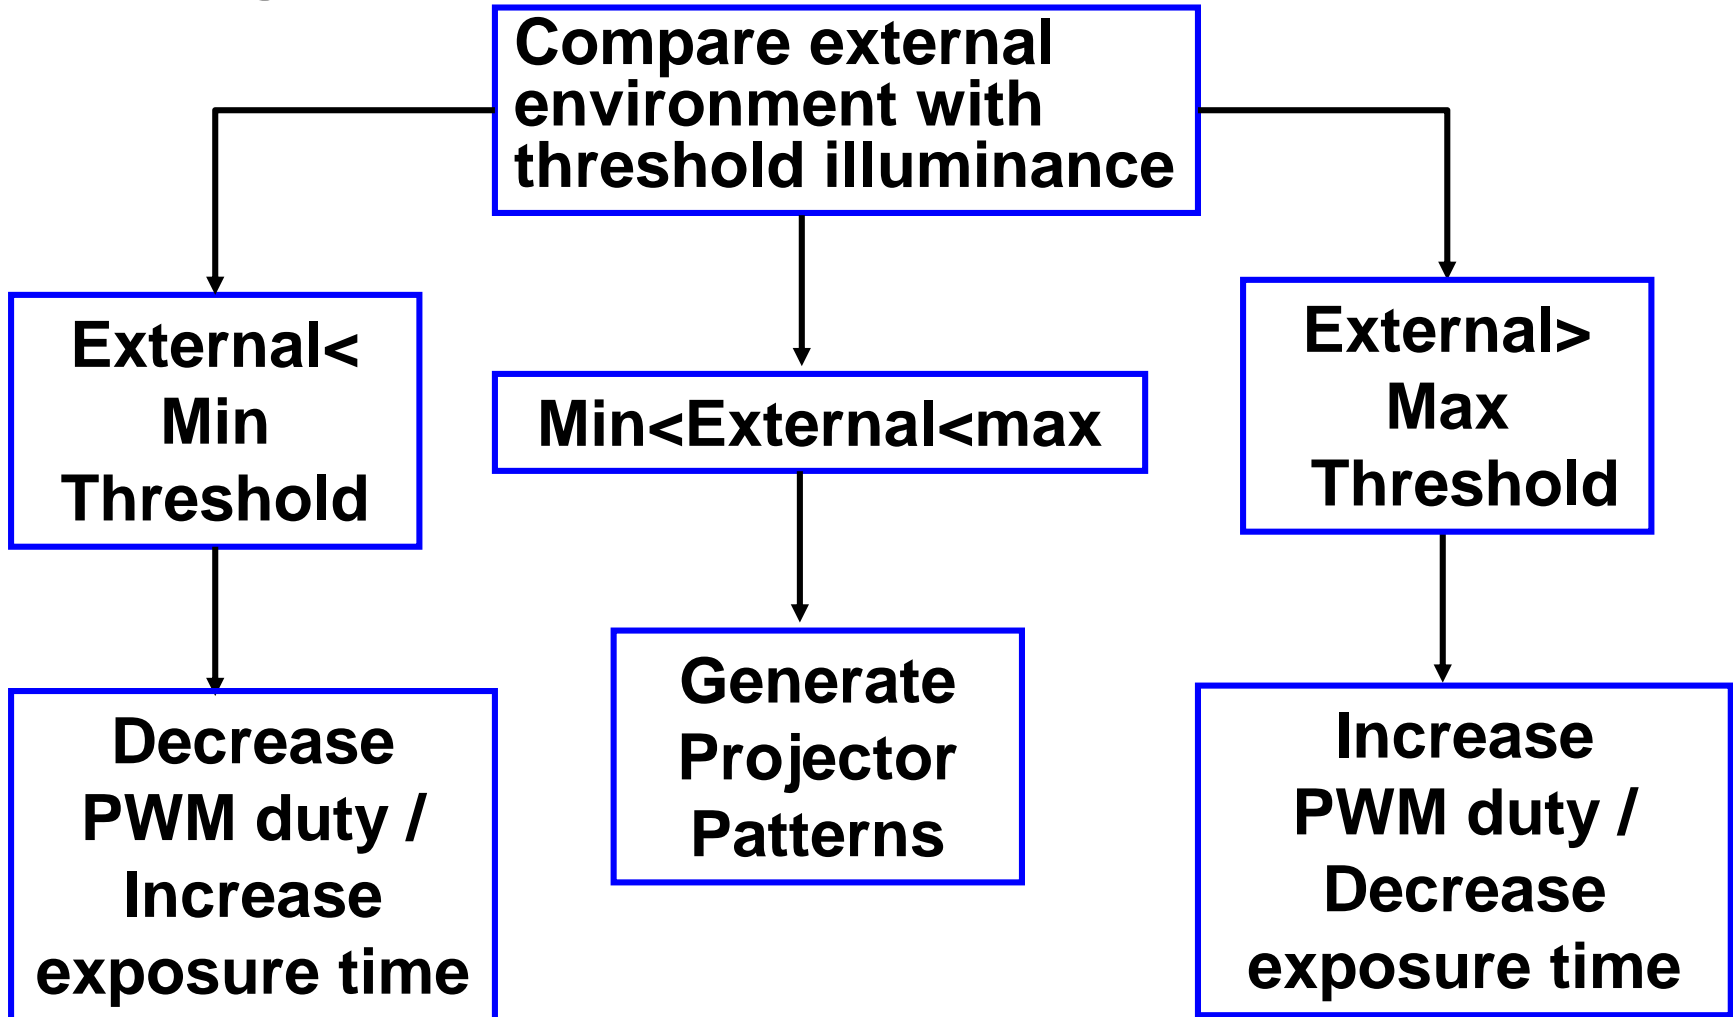 Compare external
environment with
threshold illuminance
External<
Min
Threshold
Min<External<max
External>
Max
Threshold
Decrease
PWM duty /
Increase
exposure time
Generate
Projector
Patterns
Increase
PWM duty /
Decrease
exposure time